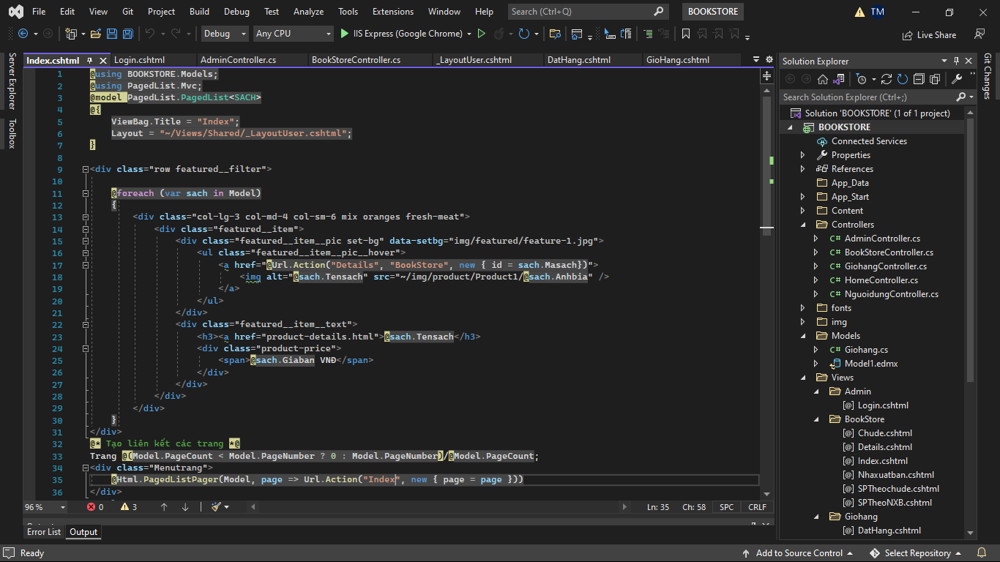 File Edit View Git Project Build Debug Test Analyze Tools Extensions Window Help Search (Ctrl+Q) BOOKSTORE TM
Debug Any CPU IIS Express (Google Chrome) Live Share
Server Explorer
Toolbox
Index.cshtml Login.cshtml AdminController.cs BookStoreController.cs _LayoutUser.cshtml DatHang.cshtml GioHang.cshtml
1 @using BOOKSTORE.Models;
2 @using PagedList.Mvc;
3 @model PagedList.PagedList<SACH>
4 @{
5 ViewBag.Title = "Index";
6 Layout = "~/Views/Shared/_LayoutUser.cshtml";
7 }
8
9 <div class="row featured__filter">
10
11 @foreach (var sach in Model)
12 {
13 <div class="col-lg-3 col-md-4 col-sm-6 mix oranges fresh-meat">
14 <div class="featured__item">
15 <div class="featured__item__pic set-bg" data-setbg="img/featured/feature-1.jpg">
16 <ul class="featured__item__pic__hover">
17 <a href="@Url.Action("Details", "BookStore", new { id = sach.Masach})">
18 <img alt="@sach.Tensach" src="~/img/product/Product1/@sach.Anhbia" />
19 </a>
20 </ul>
21 </div>
22 <div class="featured__item__text">
23 <h3><a href="product-details.html">@sach.Tensach</h3>
24 <div class="product-price">
25 <span>@sach.Giaban VNĐ</span>
26 </div>
27 </div>
28 </div>
29 </div>
30 }
31 </div>
32 @* Tạo liên kết các trang *@
33 Trang @(Model.PageCount < Model.PageNumber ? 0 : Model.PageNumber)/@Model.PageCount;
34 <div class="Menutrang">
35 @Html.PagedListPager(Model, page => Url.Action("Index", new { page = page }))
36 </div>
96 % 0 3 Ln: 35 Ch: 58 SPC CRLF
Error List Output
Solution Explorer
Search Solution Explorer (Ctrl+;)
Solution 'BOOKSTORE' (1 of 1 project)
BOOKSTORE
Connected Services
Properties
References
App_Data
App_Start
Content
Controllers
C# AdminController.cs
C# BookStoreController.cs
C# GiohangController.cs
C# HomeController.cs
C# NguoidungController.cs
fonts
img
Models
C# Giohang.cs
Model1.edmx
Views
Admin
[@] Login.cshtml
BookStore
[@] Chude.cshtml
[@] Details.cshtml
[@] Index.cshtml
[@] Nhaxuatban.cshtml
[@] SPTheochude.cshtml
[@] SPTheoNXB.cshtml
Giohang
[@] DatHang.cshtml
Git Changes
Ready Add to Source Control Select Repository